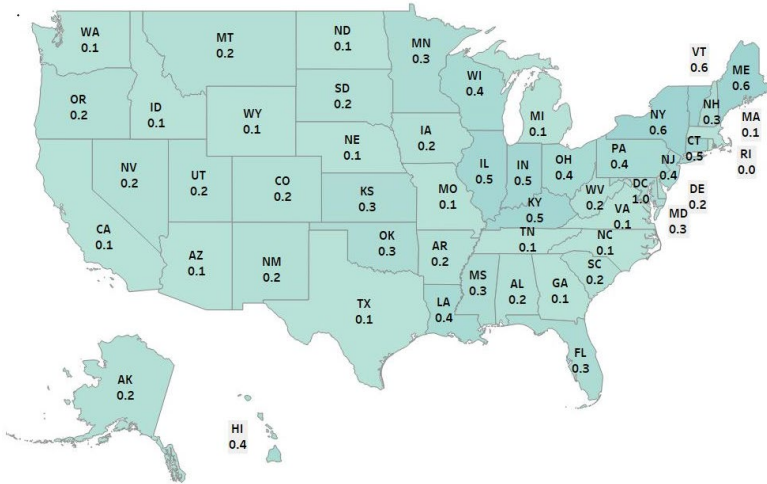 WA
0.1
MT
0.2
ND
0.1
MN
0.3
VT
0.6
ME
0.6
OR
0.2
ID
0.1
SD
0.2
WI
0.4
MI
0.1
NY
0.6
NH
0.3
MA
0.1
WY
0.1
IA
0.2
NE
0.1
PA
0.4
CT
0.5
RI
0.0
NV
0.2
UT
0.2
CO
0.2
KS
0.3
MO
0.1
IL
0.5
IN
0.5
OH
0.4
NJ
0.4
DE
0.2
WV
0.2
DC
1.0
MD
0.3
KY
0.5
VA
0.1
CA
0.1
AZ
0.1
NM
0.2
OK
0.3
AR
0.2
TN
0.1
NC
0.1
SC
0.2
MS
0.3
AL
0.2
GA
0.1
TX
0.1
LA
0.4
FL
0.3
AK
0.2
HI
0.4